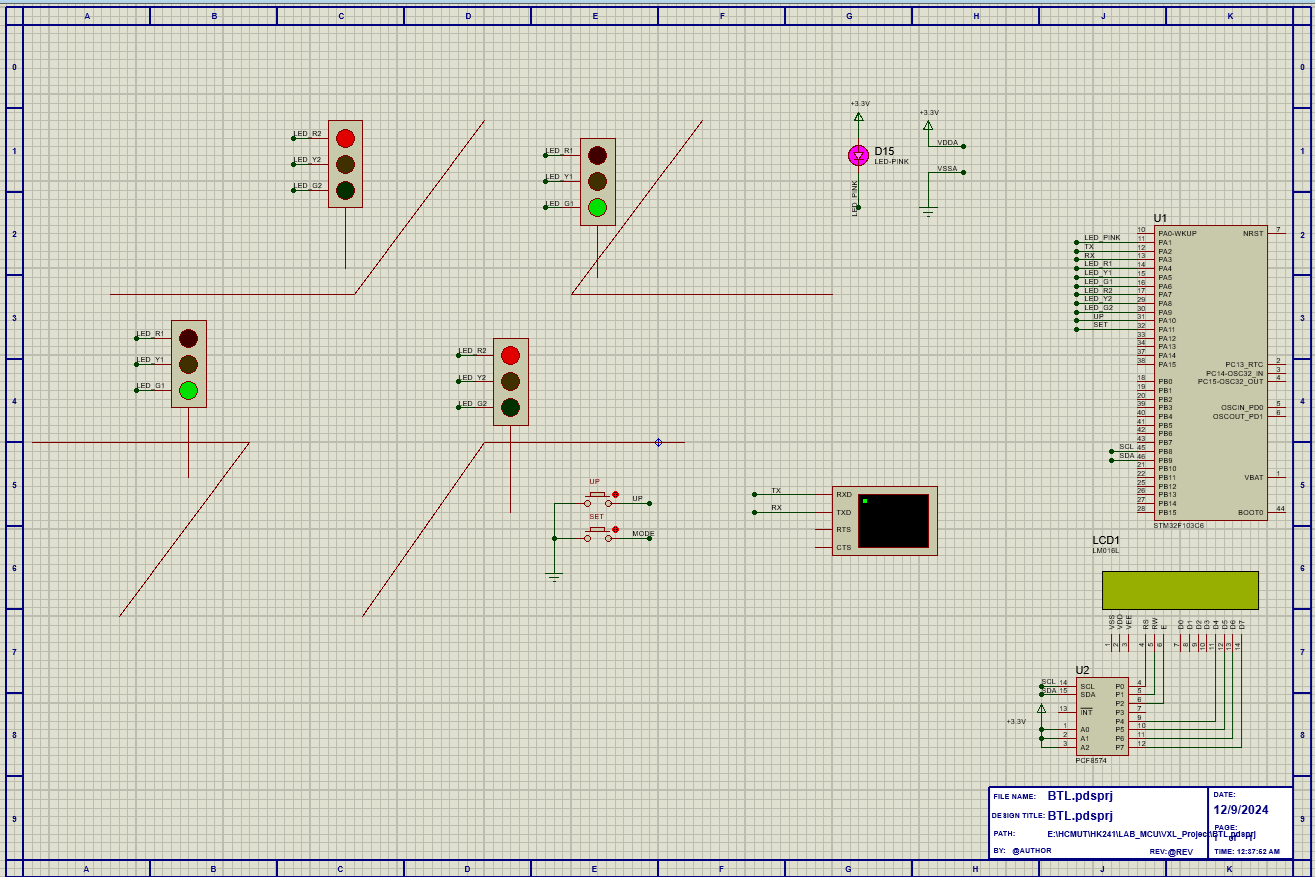 A B C D E F G H J K
0 0
1 1
2 2
3 3
4 4
5 5
6 6
7 7
8 8
9 9
LED_R2
LED_Y2
LED_G2
LED_R1
LED_Y1
LED_G1
+3.3V
D15
LED-PINK
LED_PINK
+3.3V
VDDA
VSSA
LED_R1
LED_Y1
LED_G1
LED_R2
LED_Y2
LED_G2
UP
UP
SET
MODE
TX RXD
RX TXD
RTS
CTS
U1
10 PA0-WKUP NRST 7
LED_PINK 11 PA1
TX 12 PA2
RX 13 PA3
LED_R1 14 PA4
LED_Y1 15 PA5
LED_G1 16 PA6
LED_R2 17 PA7
LED_Y2 29 PA8
LED_G2 30 PA9
UP 31 PA10
SET 32 PA11
33 PA12
34 PA13
37 PA14
38 PA15 PC13_RTC 2
PC14-OSC32_IN 3
18 PB0 PC15-OSC32_OUT 4
19 PB1
20 PB2
39 PB3 OSCIN_PD0 5
40 PB4 OSCOUT_PD1 6
41 PB5
42 PB6
43 PB7
SCL 45 PB8
SDA 46 PB9
21 PB10
22 PB11 VBAT 1
25 PB12
26 PB13
27 PB14
28 PB15 BOOT0 44
STM32F103C6
LCD1
LM016L
VSS VDD VEE RS RW E D0 D1 D2 D3 D4 D5 D6 D7
1 2 3 4 5 6 7 8 9 10 11 12 13 14
U2
SCL 14 SCL P0 4
SDA 15 SDA P1 5
P2 6
13 INT P3 7
+3.3V P4 9
1 A0 P5 10
2 A1 P6 11
3 A2 P7 12
PCF8574
FILE NAME: BTL.pdsprj
DESIGN TITLE: BTL.pdsprj
PATH: E:\HCMUT\HK241\LAB_MCU\VXL_Project\BTL.pdsprj
BY: @AUTHOR REV:@REV
DATE:
12/9/2024
PAGE:
TIME: 12:37:52 AM
A B C D E F G H J K